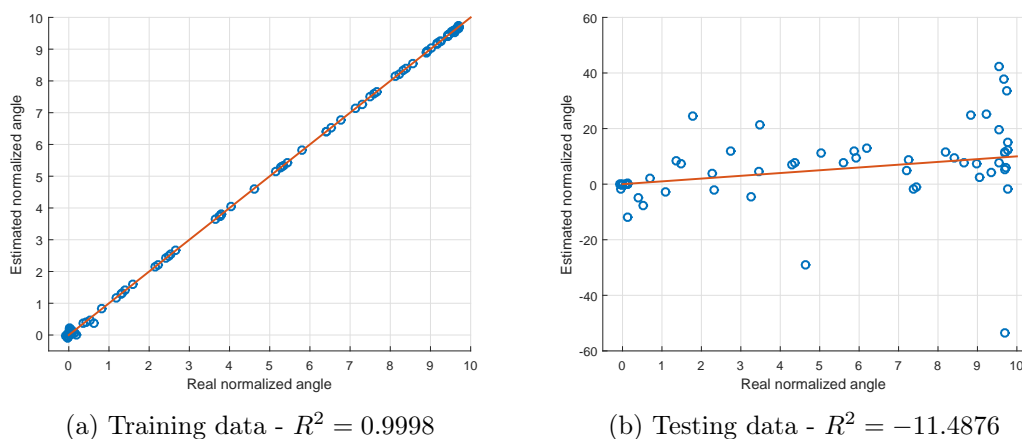 10
9
8
7
6
5
4
3
2
1
0
Estimated normalized angle
0 1 2 3 4 5 6 7 8 9 10
Real normalized angle
(a) Training data - R² = 0.9998
60
40
20
0
-20
-40
-60
Estimated normalized angle
0 1 2 3 4 5 6 7 8 9 10
Real normalized angle
(b) Testing data - R² = −11.4876